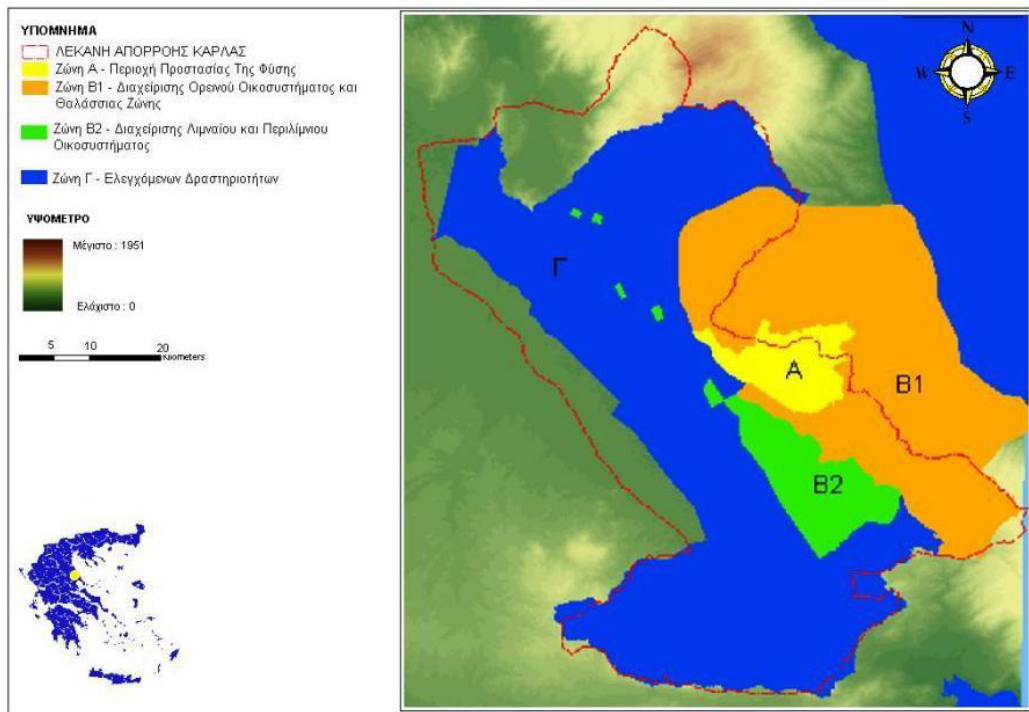 ΥΠΟΜΝΗΜΑ
ΛΕΚΑΝΗ ΑΠΟΡΡΟΗΣ ΚΑΡΛΑΣ
Ζώνη Α - Περιοχή Προστασίας Της Φύσης
Ζώνη Β1 - Διαχείρισης Ορεινού Οικοσυστήματος και
Θαλάσσιας Ζώνης
Ζώνη Β2 - Διαχείρισης Λιμναίου και Περιλίμνιου
Οικοσυστήματος
Ζώνη Γ - Ελεγχόμενων Δραστηριοτήτων
ΥΨΟΜΕΤΡΟ
Μέγιστο : 1951
Ελάχιστο : 0
5 10 20
Kilometers
N
W E
S
Γ
Α
Β1
Β2